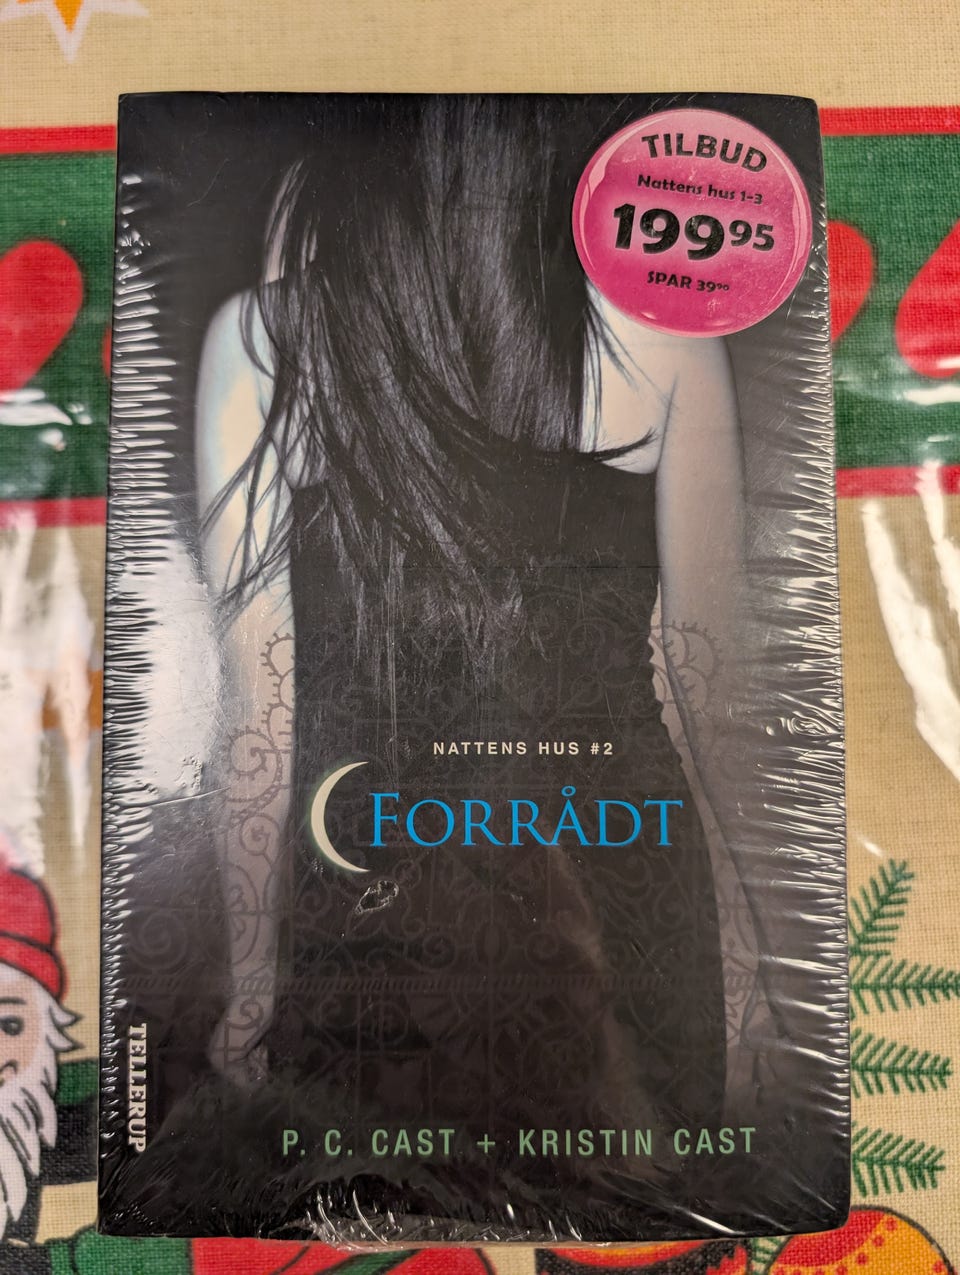 TILBUD
Nattens hus 1-3
199 95
SPAR 39 90
NATTENS HUS #2
FORRÅDT
TELLERUP
P. C. CAST + KRISTIN CAST